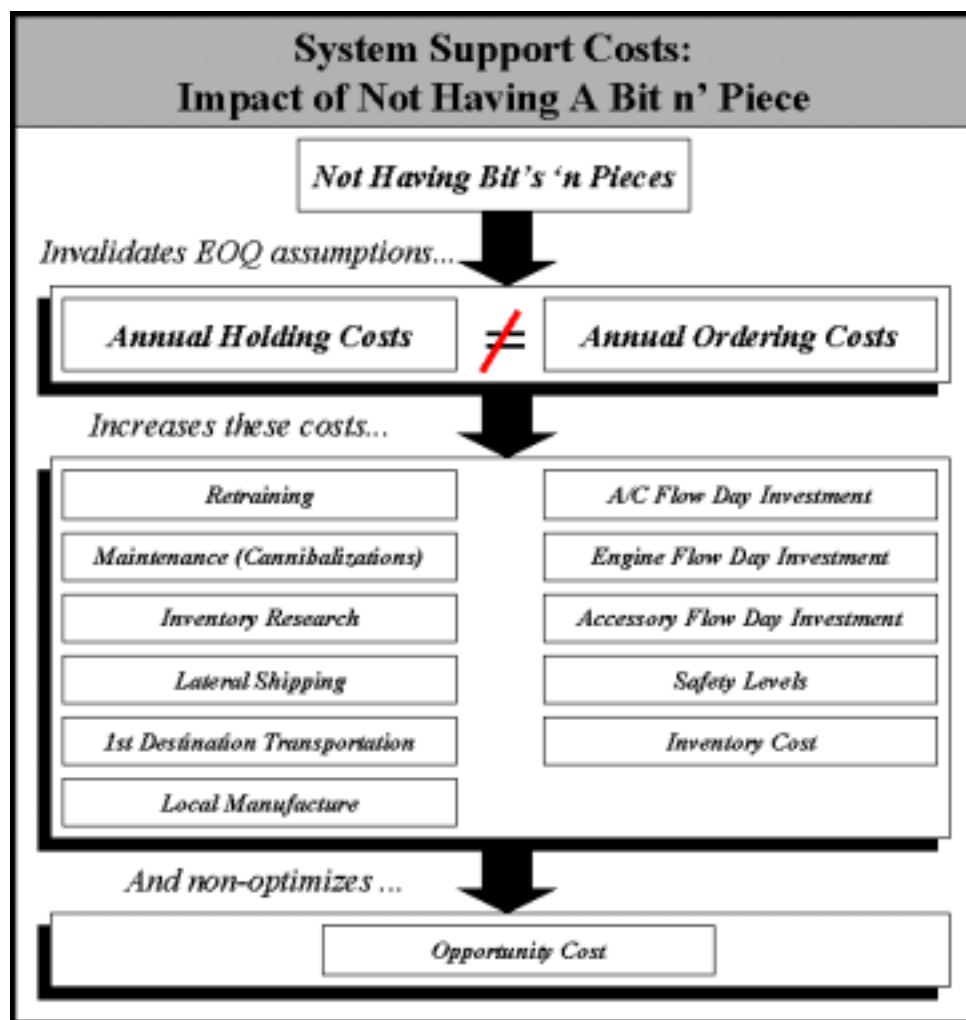 System Support Costs:
Impact of Not Having A Bit n’ Piece
Not Having Bit’s ‘n Pieces
Invalidates EOQ assumptions...
Annual Holding Costs
=
Annual Ordering Costs
Increases these costs...
Retraining
Maintenance (Cannibalizations)
Inventory Research
Lateral Shipping
1st Destination Transportation
Local Manufacture
A/C Flow Day Investment
Engine Flow Day Investment
Accessory Flow Day Investment
Safety Levels
Inventory Cost
And non-optimizes ...
Opportunity Cost